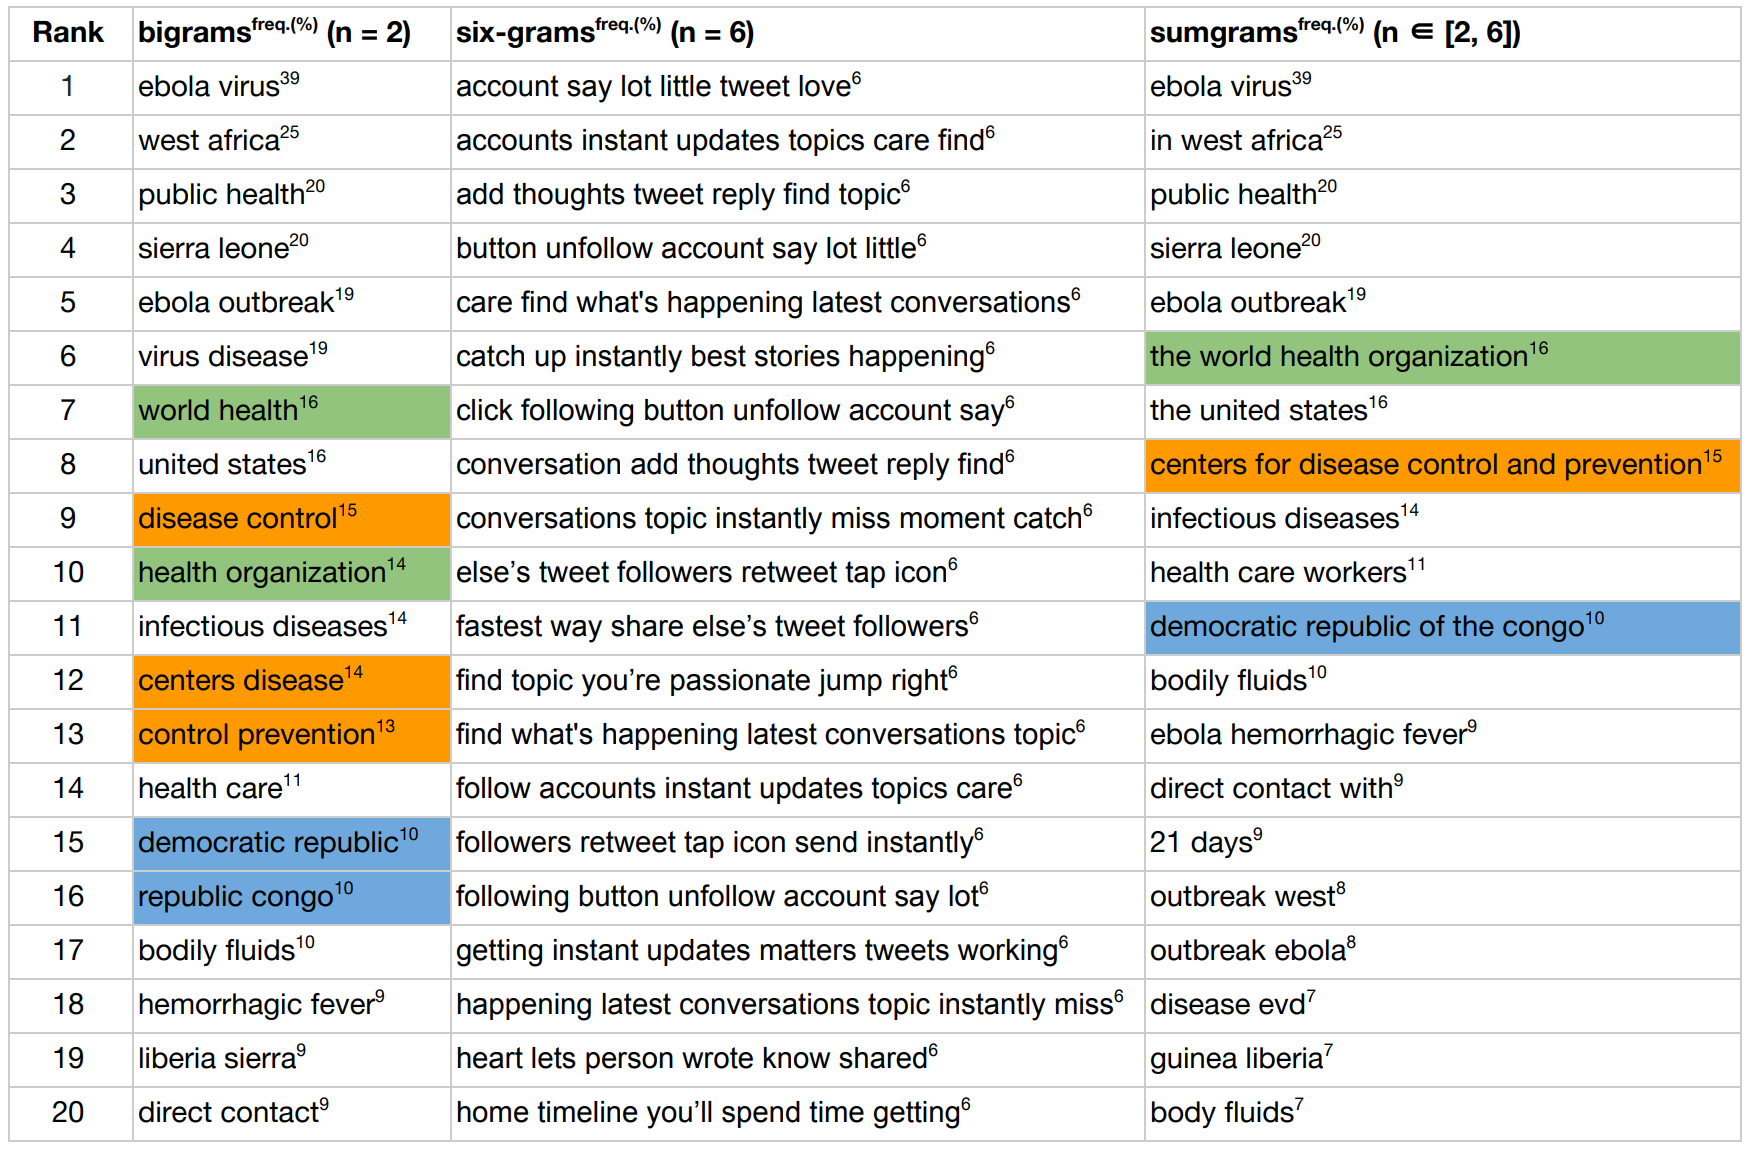 Rank bigrams^freq.(%) (n = 2) six-grams^freq.(%) (n = 6) sumgrams^freq.(%) (n ∈ [2, 6])
1 ebola virus^39 account say lot little tweet love^6 ebola virus^39
2 west africa^25 accounts instant updates topics care find^6 in west africa^25
3 public health^20 add thoughts tweet reply find topic^6 public health^20
4 sierra leone^20 button unfollow account say lot little^6 sierra leone^20
5 ebola outbreak^19 care find what's happening latest conversations^6 ebola outbreak^19
6 virus disease^19 catch up instantly best stories happening^6 the world health organization^16
7 world health^16 click following button unfollow account say^6 the united states^16
8 united states^16 conversation add thoughts tweet reply find^6 centers for disease control and prevention^15
9 disease control^15 conversations topic instantly miss moment catch^6 infectious diseases^14
10 health organization^14 else’s tweet followers retweet tap icon^6 health care workers^11
11 infectious diseases^14 fastest way share else’s tweet followers^6 democratic republic of the congo^10
12 centers disease^14 find topic you’re passionate jump right^6 bodily fluids^10
13 control prevention^13 find what's happening latest conversations topic^6 ebola hemorrhagic fever^9
14 health care^11 follow accounts instant updates topics care^6 direct contact with^9
15 democratic republic^10 followers retweet tap icon send instantly^6 21 days^9
16 republic congo^10 following button unfollow account say lot^6 outbreak west^8
17 bodily fluids^10 getting instant updates matters tweets working^6 outbreak ebola^8
18 hemorrhagic fever^9 happening latest conversations topic instantly miss^6 disease evd^7
19 liberia sierra^9 heart lets person wrote know shared^6 guinea liberia^7
20 direct contact^9 home timeline you’ll spend time getting^6 body fluids^7